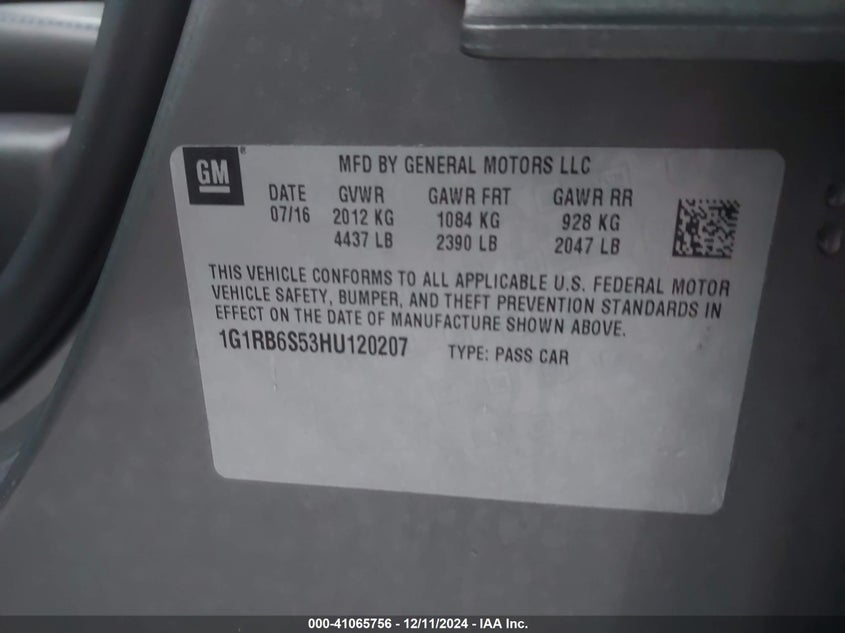 GM
MFD BY GENERAL MOTORS LLC
DATE GVWR GAWR FRT GAWR RR
07/16 2012 KG 1084 KG 928 KG
4437 LB 2390 LB 2047 LB
THIS VEHICLE CONFORMS TO ALL APPLICABLE U.S. FEDERAL MOTOR
VEHICLE SAFETY, BUMPER, AND THEFT PREVENTION STANDARDS IN
EFFECT ON THE DATE OF MANUFACTURE SHOWN ABOVE.
1G1RB6S53HU120207 TYPE: PASS CAR
000-41065756 - 12/11/2024 - IAA Inc.